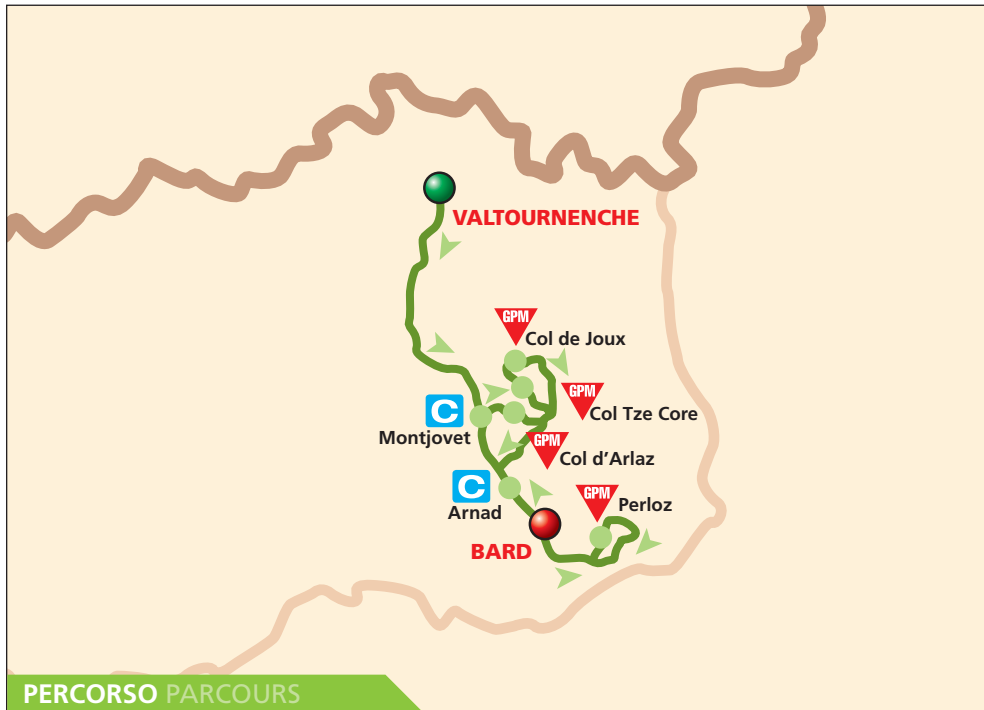 VALTOURNENCHE
GPM
Col de Joux
GPM
Col Tze Core
C
Montjovet
GPM
Col d'Arlaz
C
Arnad
GPM
Perloz
BARD
PERCORSO PARCOURS